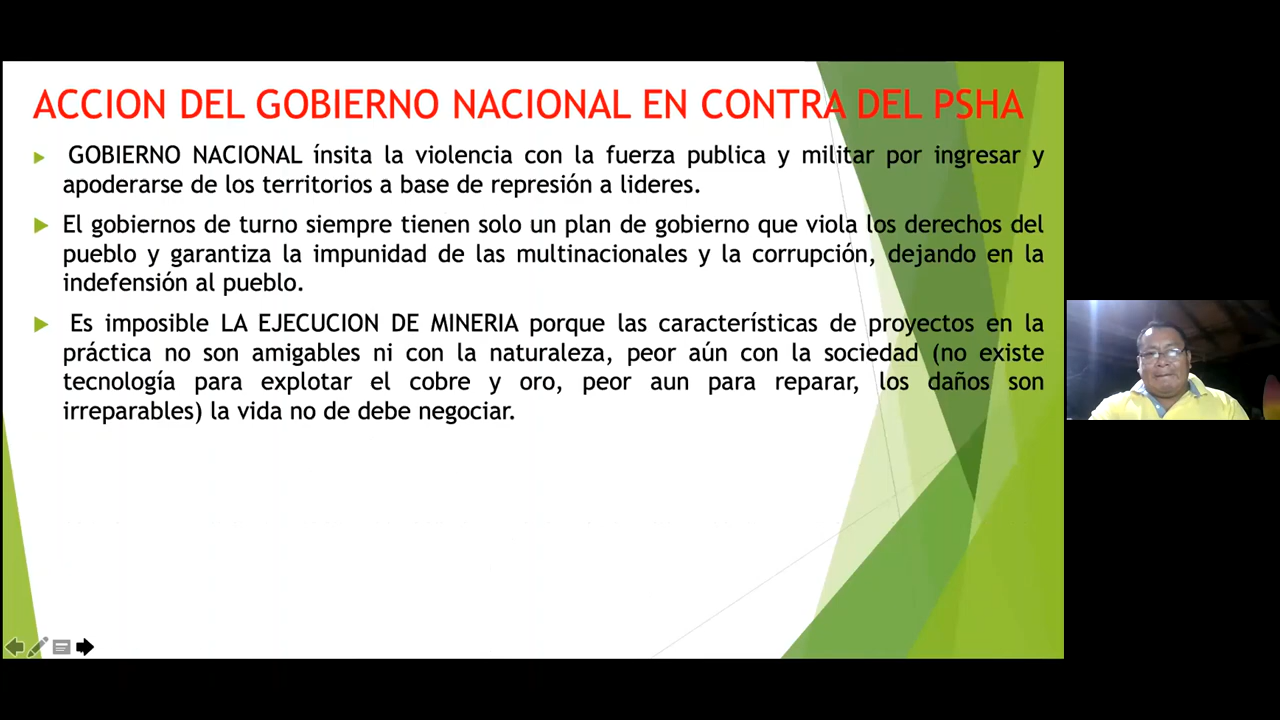 ACCION DEL GOBIERNO NACIONAL EN CONTRA DEL PSHA
GOBIERNO NACIONAL ínsita la violencia con la fuerza publica y militar por ingresar y
apoderarse de los territorios a base de represión a lideres.
El gobiernos de turno siempre tienen solo un plan de gobierno que viola los derechos del
pueblo y garantiza la impunidad de las multinacionales y la corrupción, dejando en la
indefensión al pueblo.
Es imposible LA EJECUCION DE MINERIA porque las características de proyectos en la
práctica no son amigables ni con la naturaleza, peor aún con la sociedad (no existe
tecnología para explotar el cobre y oro, peor aun para reparar, los daños son
irreparables) la vida no de debe negociar.